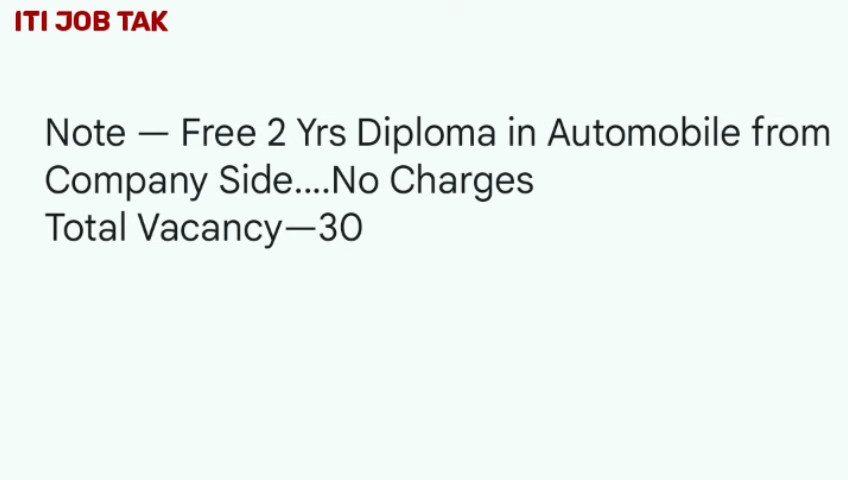 ITI JOB TAK
Note — Free 2 Yrs Diploma in Automobile from
Company Side....No Charges
Total Vacancy—30